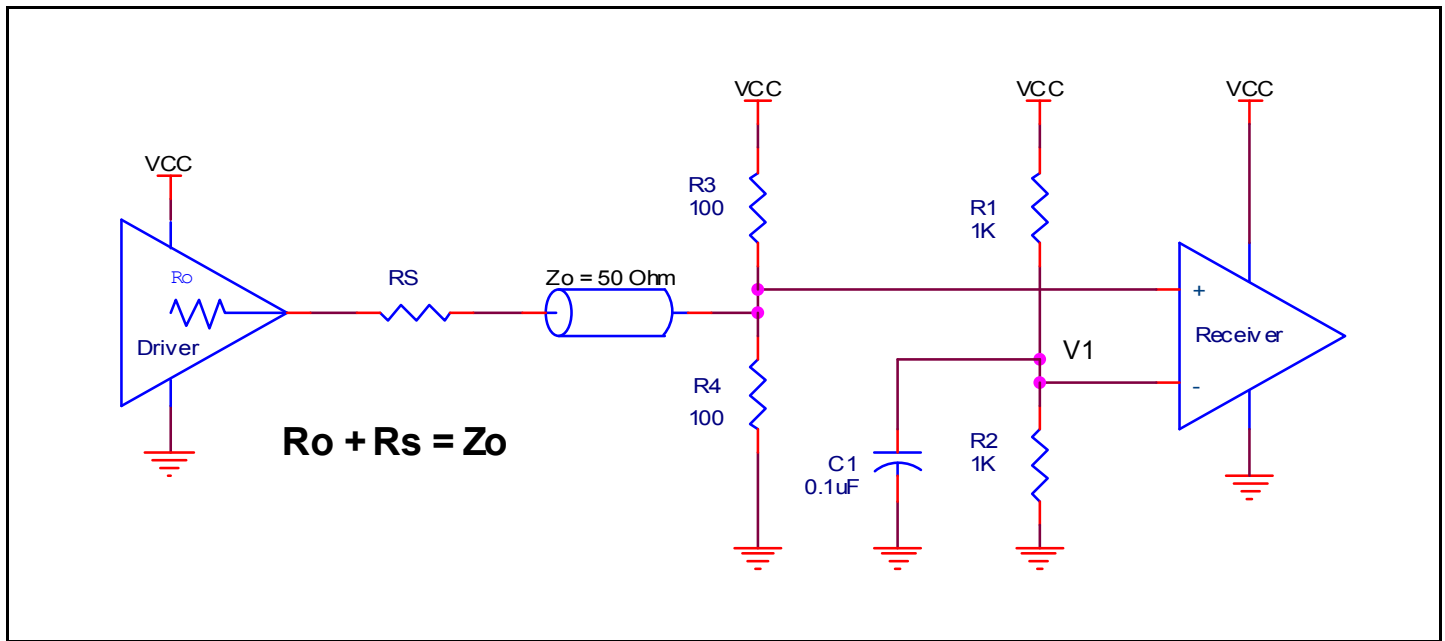 VCC
VCC
VCC
VCC
R3
100
R1
1K
Ro
RS
Zo = 50 Ohm
+
Driver
Receiver
V1
R4
100
-
Ro + Rs = Zo
C1
0.1uF
R2
1K